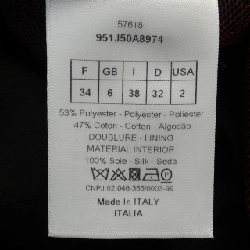 57618
951J50A8974
F GB I D USA
34 6 38 32 2
53% Polyester - Polyester - Poliester
47% Coton - Cotton - Algodão
DOUBLURE - LINING
MATERIAL INTERIOR
100% Soie - Silk - Seda
MADE IN ITALY
ITALIA